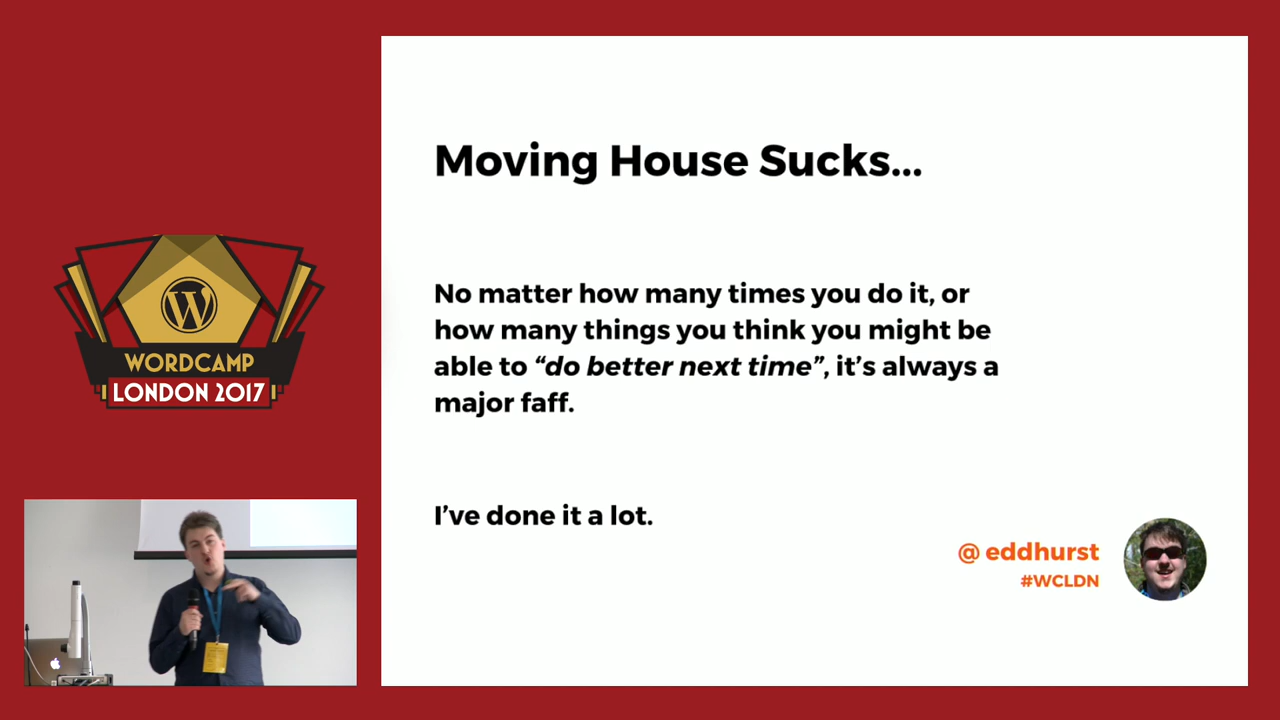 Moving House Sucks...
No matter how many times you do it, or
how many things you think you might be
able to “do better next time”, it’s always a
major faff.
I’ve done it a lot.
@ eddhurst
#WCLDN
WORDCAMP
LONDON 2017